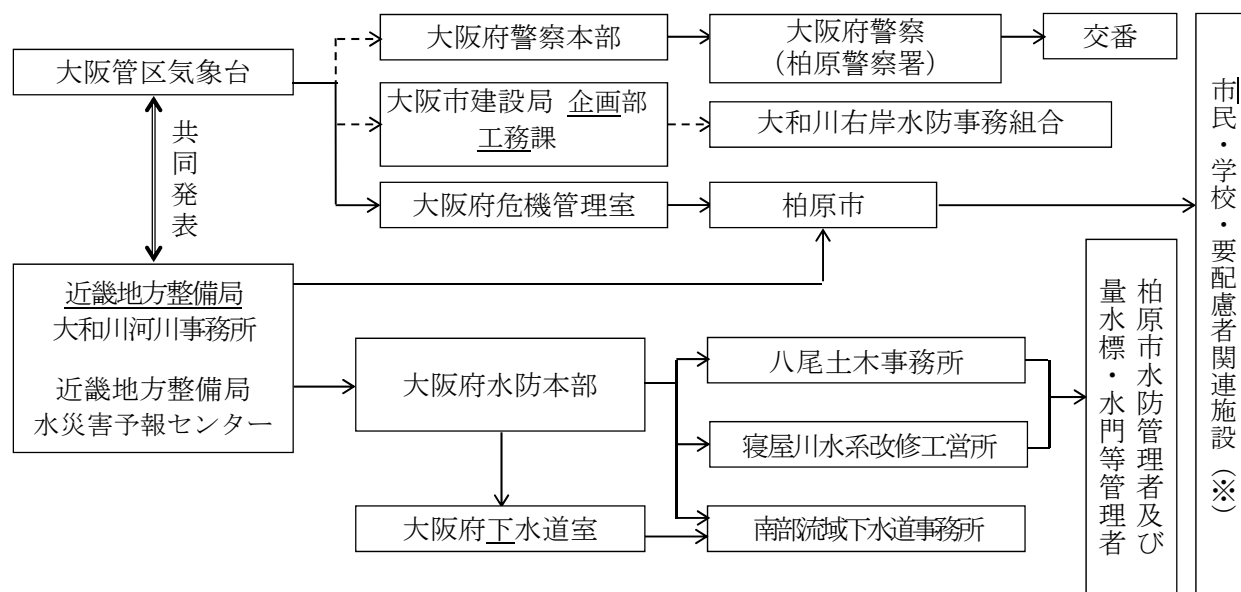 大阪管区気象台
共同発表
近畿地方整備局
大和川河川事務所
近畿地方整備局
水災害予報センター
大阪府警察本部
大阪府警察
（柏原警察署）
交番
大阪市建設局 企画部
工務課
大和川右岸水防事務組合
大阪府危機管理室
柏原市
大阪府水防本部
大阪府下水道室
八尾土木事務所
寝屋川水系改修工営所
南部流域下水道事務所
柏原市水防管理者及び
量水標・水門等管理者
市民・学校・要配慮者関連施設（※）